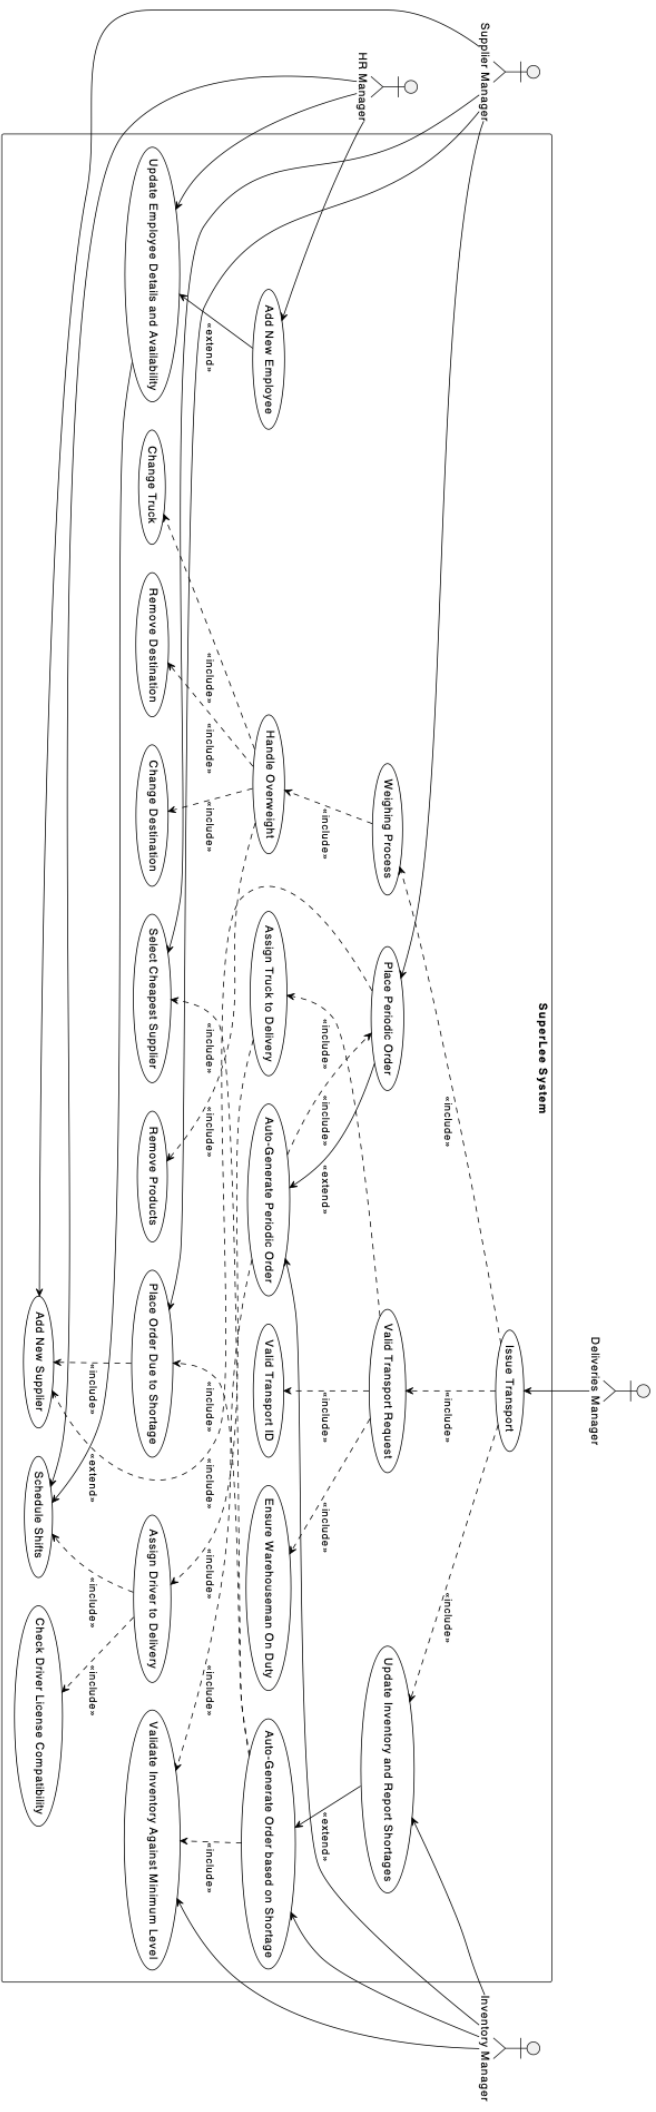 Deliveries Manager
SuperLee System
Issue Transport
Supplier Manager
Inventory Manager
«include»
«include»
«include»
Weighing Process
Place Periodic Order
Valid Transport Request
Update Inventory and Report Shortages
HR Manager
«include»
«include»
«extend»
«include»
«include»
«extend»
Add New Employee
Handle Overweight
Assign Truck to Delivery
Auto-Generate Periodic Order
Valid Transport ID
Ensure Warehouseman On Duty
Auto-Generate Order based on Shortage
«extend»
«include»
«include»
«include»
«include»
«include»
«include»
«include»
«include»
«include»
«include»
Update Employee Details and Availability
Change Truck
Remove Destination
Change Destination
Select Cheapest Supplier
Remove Products
Place Order Due to Shortage
Assign Driver to Delivery
Validate Inventory Against Minimum Level
«include»
«extend»
«include»
«include»
Add New Supplier
Schedule Shifts
Check Driver License Compatibility